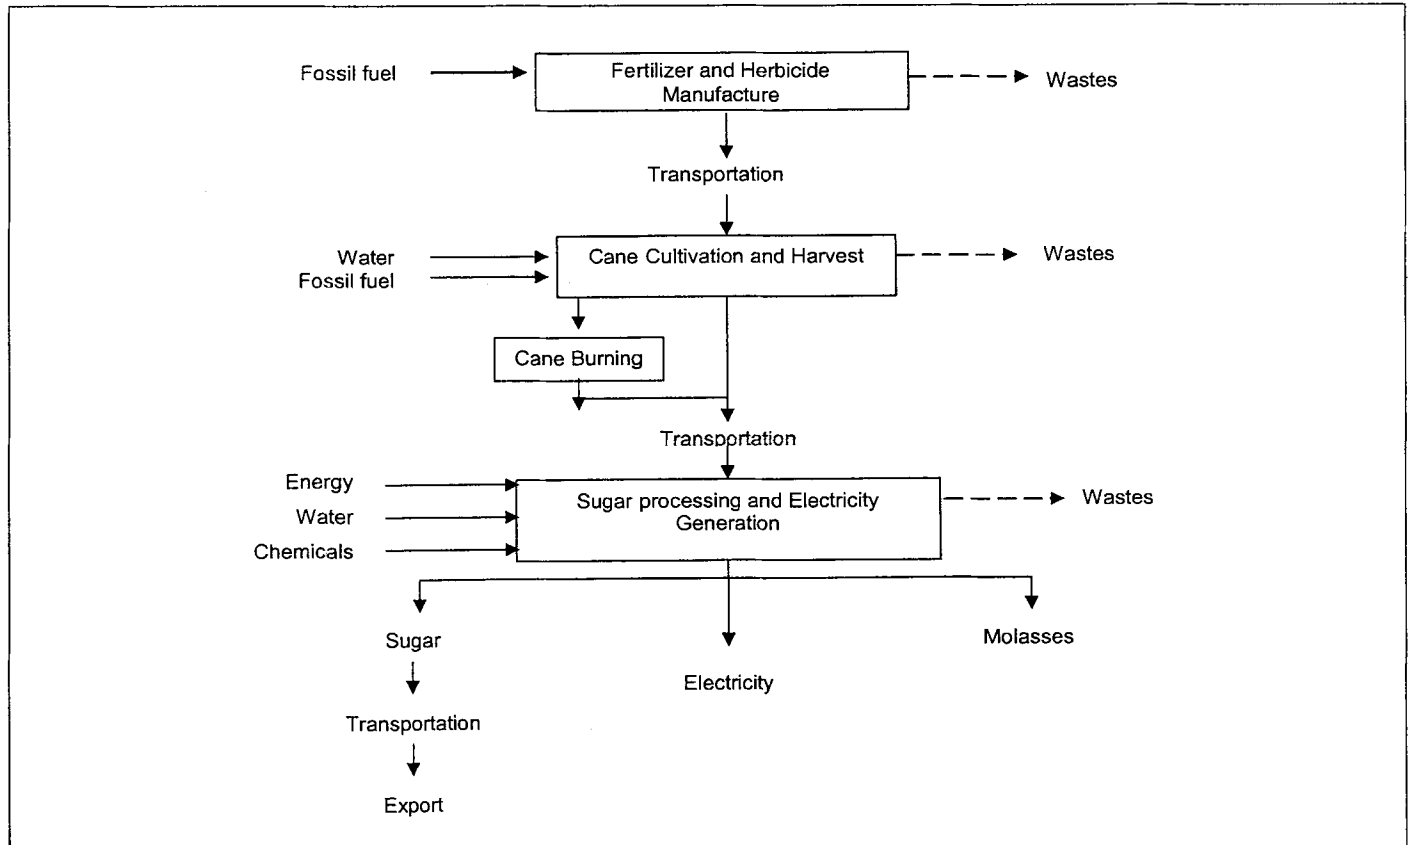 Fossil fuel
Fertilizer and Herbicide
Manufacture
Wastes
Transportation
Water
Fossil fuel
Cane Cultivation and Harvest
Wastes
Cane Burning
Transportation
Energy
Water
Chemicals
Sugar processing and Electricity
Generation
Wastes
Sugar
Electricity
Molasses
Transportation
Export